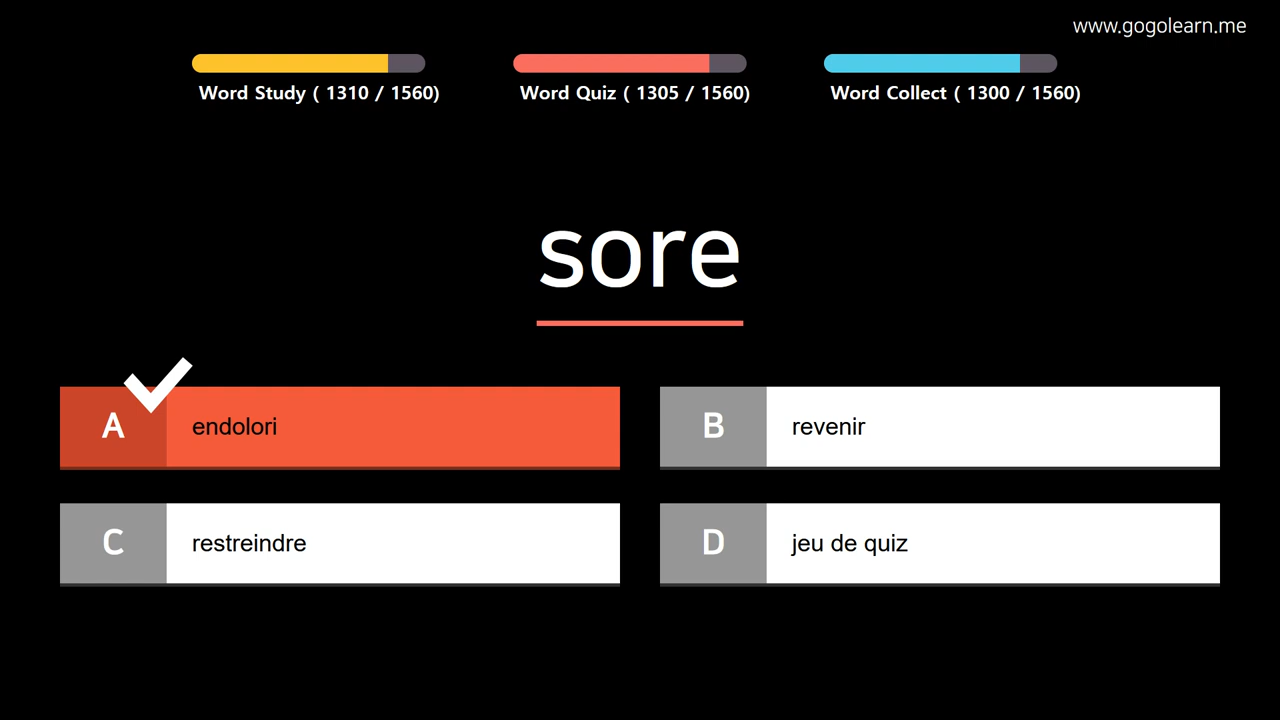 www.gogolearn.me
Word Study ( 1310 / 1560)
Word Quiz ( 1305 / 1560)
Word Collect ( 1300 / 1560)
sore
A
endolori
B
revenir
C
restreindre
D
jeu de quiz